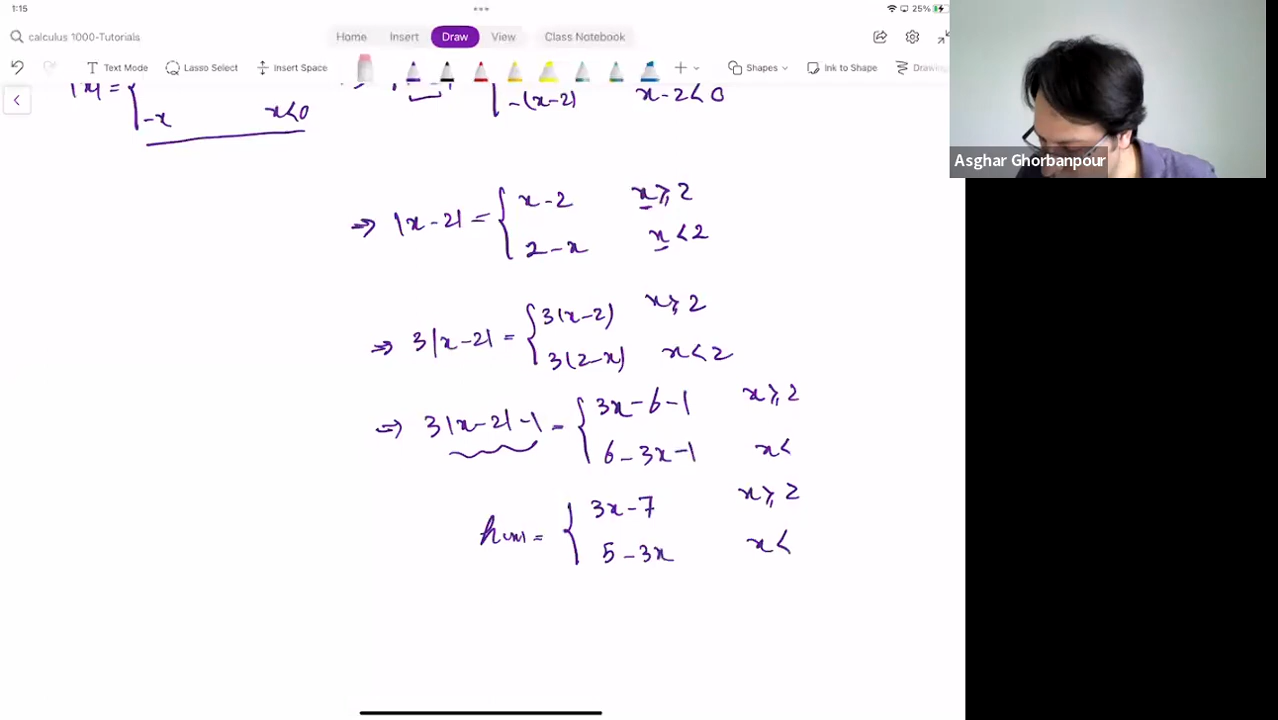 1:15 25%
calculus 1000-Tutorials Home Insert Draw View Class Notebook
Text Mode Lasso Select Insert Space Shapes Ink to Shape Drawing
|x| = { -x x<0
-(x-2) x-2<0
Asghar Ghorbanpour
⇒ |x-2| = { x-2 x⩾2
2-x x<2
⇒ 3|x-2| = { 3(x-2) x⩾2
3(2-x) x<2
⇒ 3|x-2|-1 = { 3x-6-1 x⩾2
6-3x-1 x<
h(x) = { 3x-7 x⩾2
5-3x x<